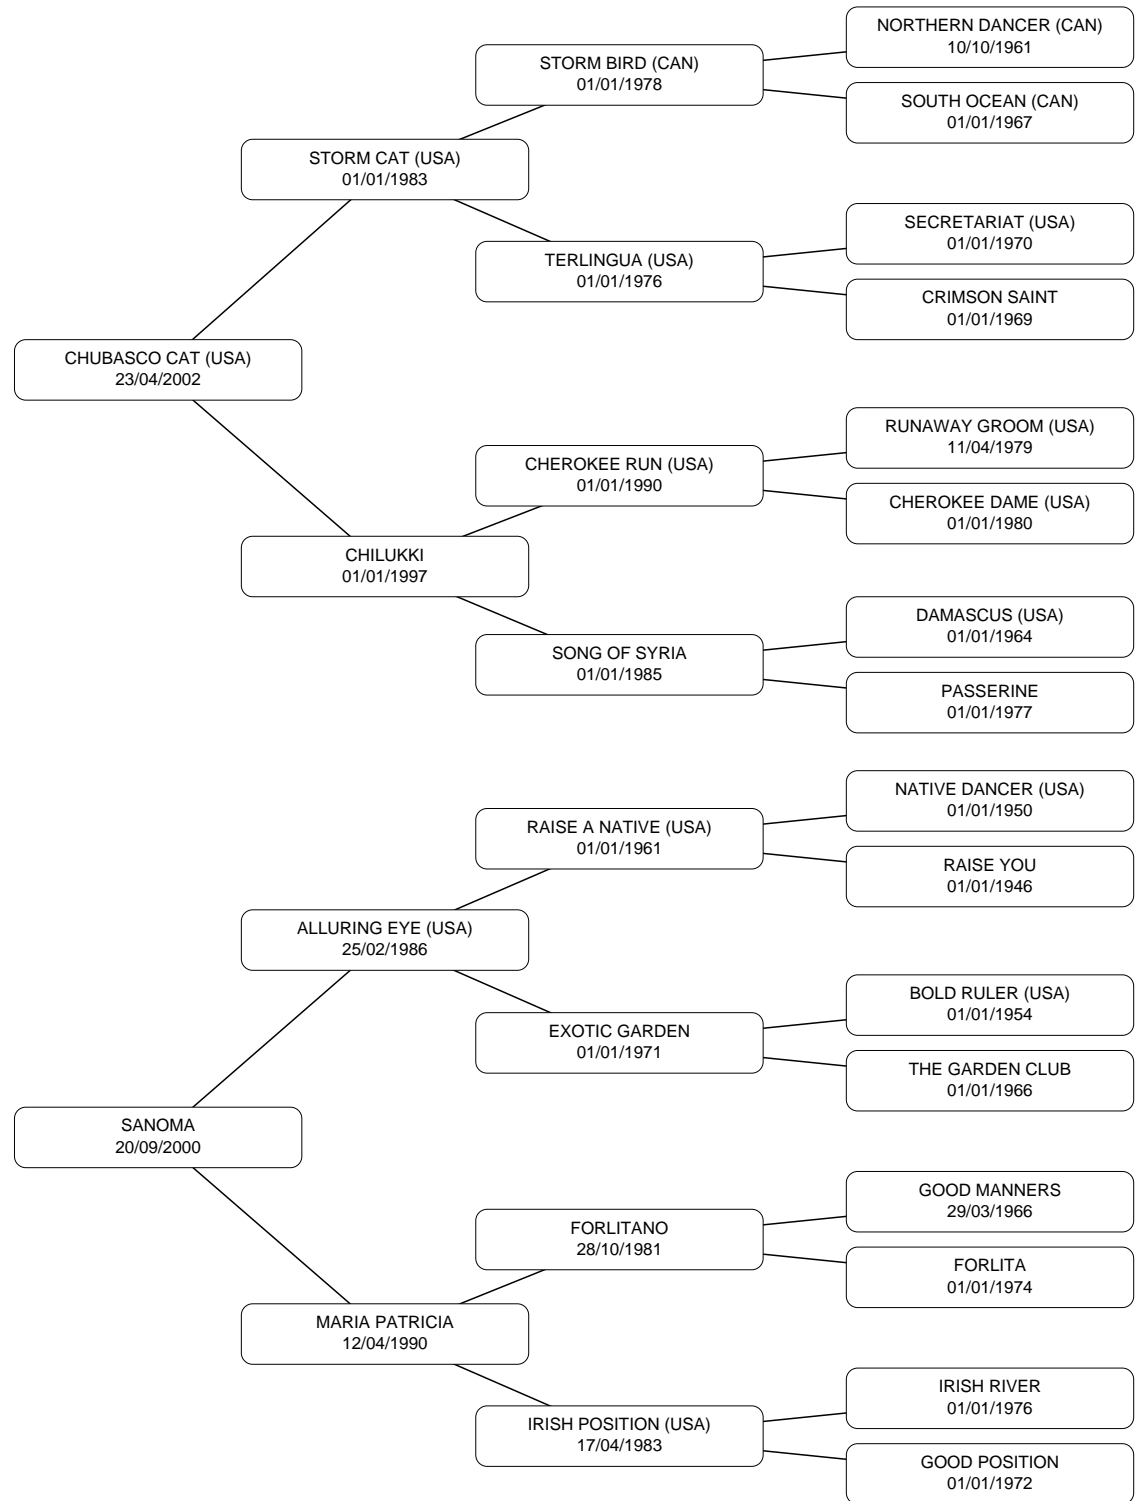 NORTHERN DANCER (CAN)
10/10/1961
STORM BIRD (CAN)
01/01/1978
SOUTH OCEAN (CAN)
01/01/1967
STORM CAT (USA)
01/01/1983
SECRETARIAT (USA)
01/01/1970
TERLINGUA (USA)
01/01/1976
CRIMSON SAINT
01/01/1969
CHUBASCO CAT (USA)
23/04/2002
RUNAWAY GROOM (USA)
11/04/1979
CHEROKEE RUN (USA)
01/01/1990
CHEROKEE DAME (USA)
01/01/1980
CHILUKKI
01/01/1997
DAMASCUS (USA)
01/01/1964
SONG OF SYRIA
01/01/1985
PASSERINE
01/01/1977
NATIVE DANCER (USA)
01/01/1950
RAISE A NATIVE (USA)
01/01/1961
RAISE YOU
01/01/1946
ALLURING EYE (USA)
25/02/1986
BOLD RULER (USA)
01/01/1954
EXOTIC GARDEN
01/01/1971
THE GARDEN CLUB
01/01/1966
SANOMA
20/09/2000
GOOD MANNERS
29/03/1966
FORLITANO
28/10/1981
FORLITA
01/01/1974
MARIA PATRICIA
12/04/1990
IRISH RIVER
01/01/1976
IRISH POSITION (USA)
17/04/1983
GOOD POSITION
01/01/1972